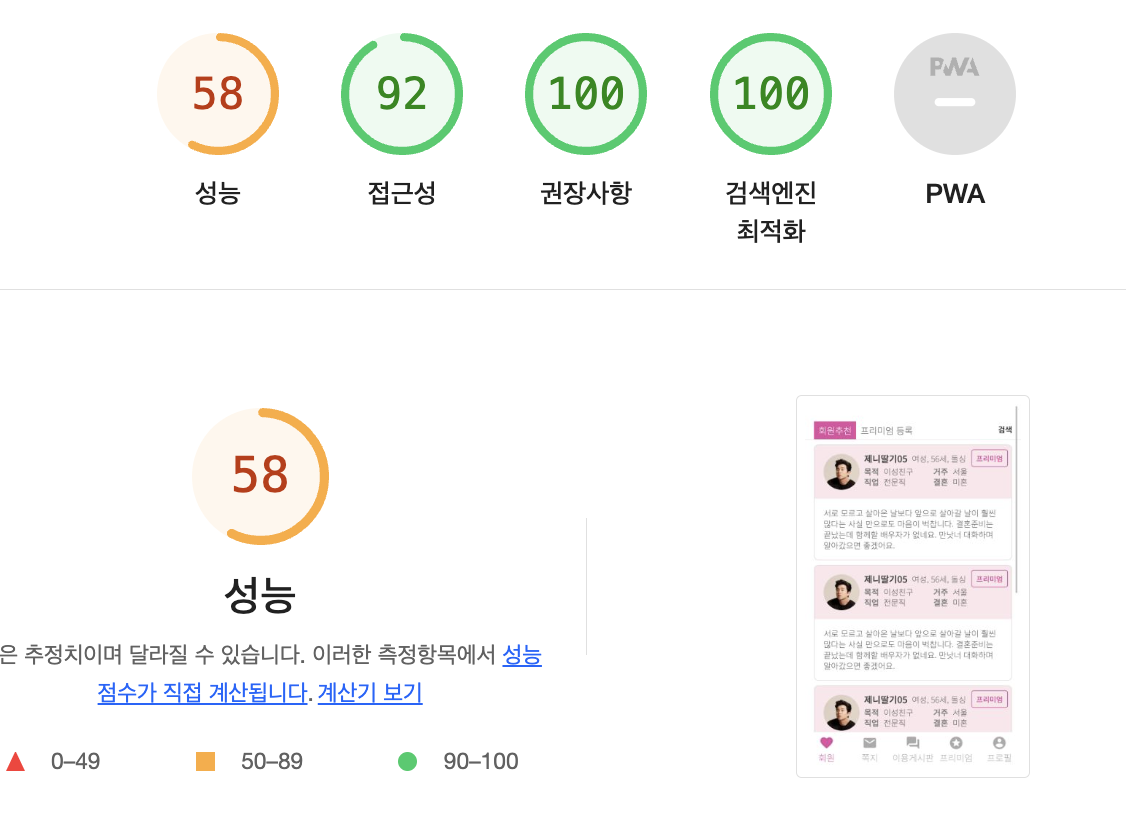 58
92
100
100
PWA
성능
접근성
권장사항
검색엔진
최적화
PWA
58
성능
은 추정치이며 달라질 수 있습니다. 이러한 측정항목에서 성능
점수가 직접 계산됩니다. 계산기 보기
0–49
50–89
90–100
회원추천 프리미엄 등록 검색
제니딸기05 여성, 56세, 돌싱 프리미엄
목적 이성친구 거주 서울
직업 전문직 결혼 미혼
서로 모르고 살아온 날보다 앞으로 살아갈 날이 훨씬
많다는 사실 만으로도 마음이 벅찹니다. 결혼준비는
끝났는데 함께할 배우자가 없네요. 만낫너 대화하며
알아갔으면 좋겠어요.
제니딸기05 여성, 56세, 돌싱 프리미엄
목적 이성친구 거주 서울
직업 전문직 결혼 미혼
서로 모르고 살아온 날보다 앞으로 살아갈 날이 훨씬
많다는 사실 만으로도 마음이 벅찹니다. 결혼준비는
끝났는데 함께할 배우자가 없네요. 만낫너 대화하며
알아갔으면 좋겠어요.
제니딸기05 여성, 56세, 돌싱 프리미엄
목적 이성친구 거주 서울
직업 전문직 결혼 미혼
회원 쪽지 이용게시판 프리미엄 프로필